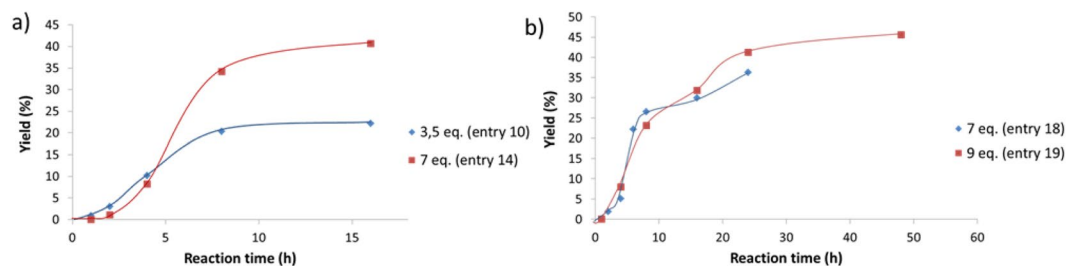 a)
45
40
35
30
25
20
15
10
5
0
0 5 10 15
Yield (%)
Reaction time (h)
3,5 eq. (entry 10)
7 eq. (entry 14)
b)
50
45
40
35
30
25
20
15
10
5
0
0 10 20 30 40 50 60
Yield (%)
Reaction time (h)
7 eq. (entry 18)
9 eq. (entry 19)